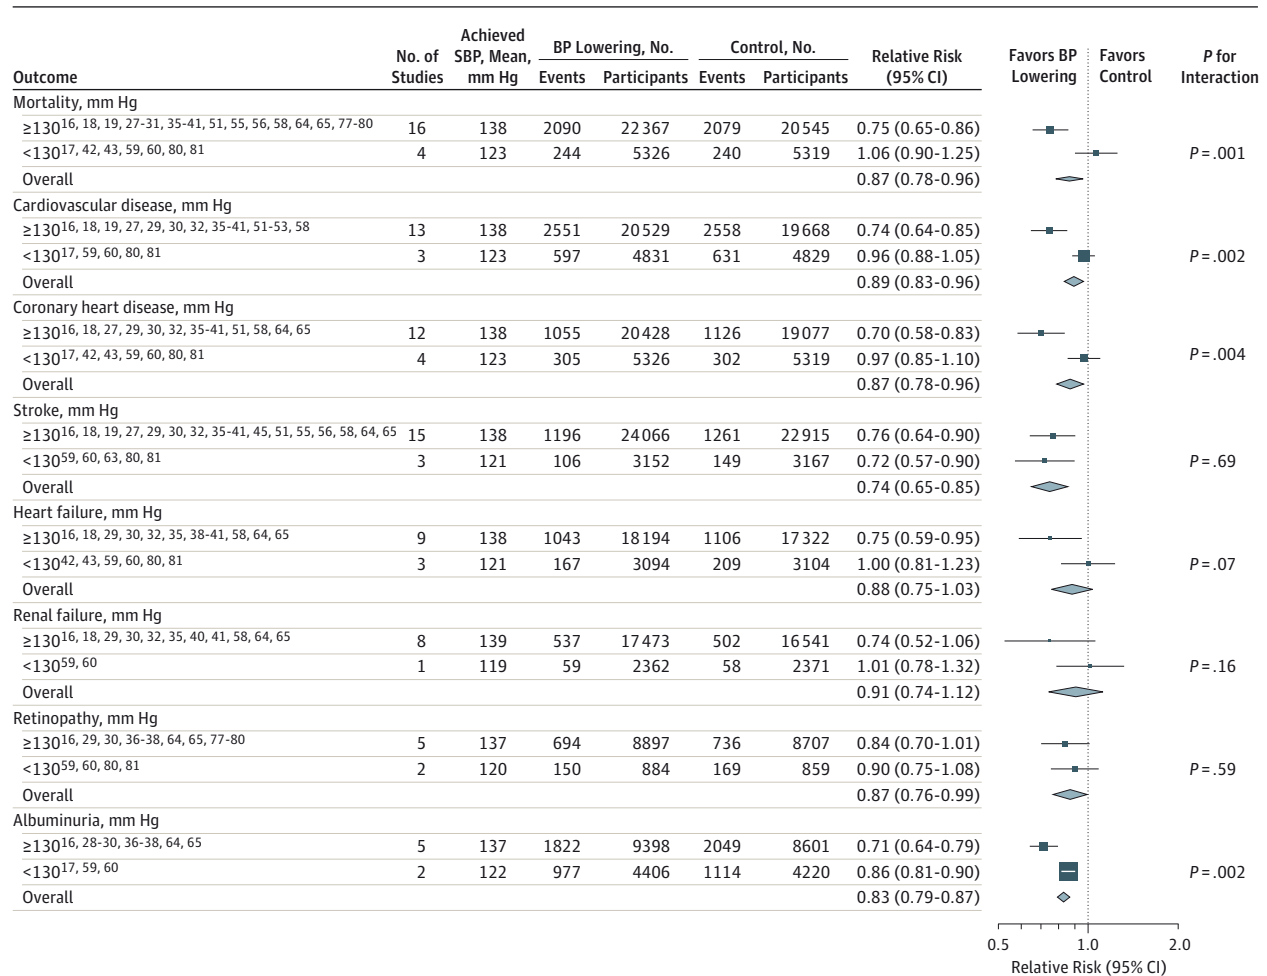 Outcome No. of Studies Achieved SBP, Mean, mm Hg BP Lowering, No. Events Participants Control, No. Events Participants Relative Risk (95% CI) Favors BP Lowering Favors Control P for Interaction
Mortality, mm Hg
≥130 16, 18, 19, 27-31, 35-41, 51, 55, 56, 58, 64, 65, 77-80 16 138 2090 22 367 2079 20 545 0.75 (0.65-0.86)
<130 17, 42, 43, 59, 60, 80, 81 4 123 244 5326 240 5319 1.06 (0.90-1.25) P = .001
Overall 0.87 (0.78-0.96)
Cardiovascular disease, mm Hg
≥130 16, 18, 19, 27, 29, 30, 32, 35-41, 51-53, 58 13 138 2551 20 529 2558 19 668 0.74 (0.64-0.85)
<130 17, 59, 60, 80, 81 3 123 597 4831 631 4829 0.96 (0.88-1.05) P = .002
Overall 0.89 (0.83-0.96)
Coronary heart disease, mm Hg
≥130 16, 18, 27, 29, 30, 32, 35-41, 51, 58, 64, 65 12 138 1055 20 428 1126 19 077 0.70 (0.58-0.83)
<130 17, 42, 43, 59, 60, 80, 81 4 123 305 5326 302 5319 0.97 (0.85-1.10) P = .004
Overall 0.87 (0.78-0.96)
Stroke, mm Hg
≥130 16, 18, 19, 27, 29, 30, 32, 35-41, 45, 51, 55, 56, 58, 64, 65 15 138 1196 24 066 1261 22 915 0.76 (0.64-0.90)
<130 59, 60, 63, 80, 81 3 121 106 3152 149 3167 0.72 (0.57-0.90) P = .69
Overall 0.74 (0.65-0.85)
Heart failure, mm Hg
≥130 16, 18, 29, 30, 32, 35, 38-41, 58, 64, 65 9 138 1043 18 194 1106 17 322 0.75 (0.59-0.95)
<130 42, 43, 59, 60, 80, 81 3 121 167 3094 209 3104 1.00 (0.81-1.23) P = .07
Overall 0.88 (0.75-1.03)
Renal failure, mm Hg
≥130 16, 18, 29, 30, 32, 35, 40, 41, 58, 64, 65 8 139 537 17 473 502 16 541 0.74 (0.52-1.06)
<130 59, 60 1 119 59 2362 58 2371 1.01 (0.78-1.32) P = .16
Overall 0.91 (0.74-1.12)
Retinopathy, mm Hg
≥130 16, 29, 30, 36-38, 64, 65, 77-80 5 137 694 8897 736 8707 0.84 (0.70-1.01)
<130 59, 60, 80, 81 2 120 150 884 169 859 0.90 (0.75-1.08) P = .59
Overall 0.87 (0.76-0.99)
Albuminuria, mm Hg
≥130 16, 28-30, 36-38, 64, 65 5 137 1822 9398 2049 8601 0.71 (0.64-0.79)
<130 17, 59, 60 2 122 977 4406 1114 4220 0.86 (0.81-0.90) P = .002
Overall 0.83 (0.79-0.87)
0.5 1.0 2.0
Relative Risk (95% CI)